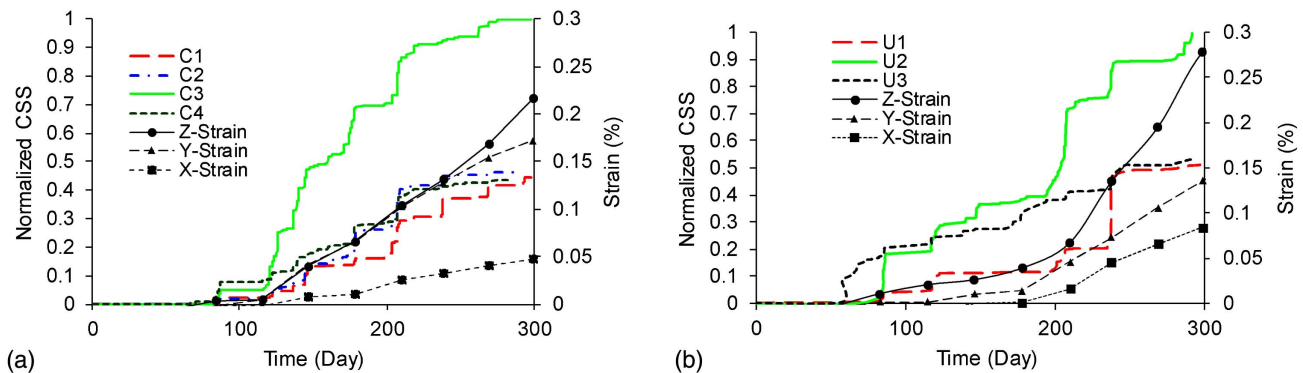 1
0.9
0.8
0.7
0.6
0.5
0.4
0.3
0.2
0.1
0
Normalized CSS
C1
C2
C3
C4
Z-Strain
Y-Strain
X-Strain
0.3
0.25
0.2
0.15
0.1
0.05
0
Strain (%)
0 100 200 300
Time (Day)
(a)
1
0.9
0.8
0.7
0.6
0.5
0.4
0.3
0.2
0.1
0
Normalized CSS
U1
U2
U3
Z-Strain
Y-Strain
X-Strain
0.3
0.25
0.2
0.15
0.1
0.05
0
Strain (%)
0 100 200 300
Time (Day)
(b)